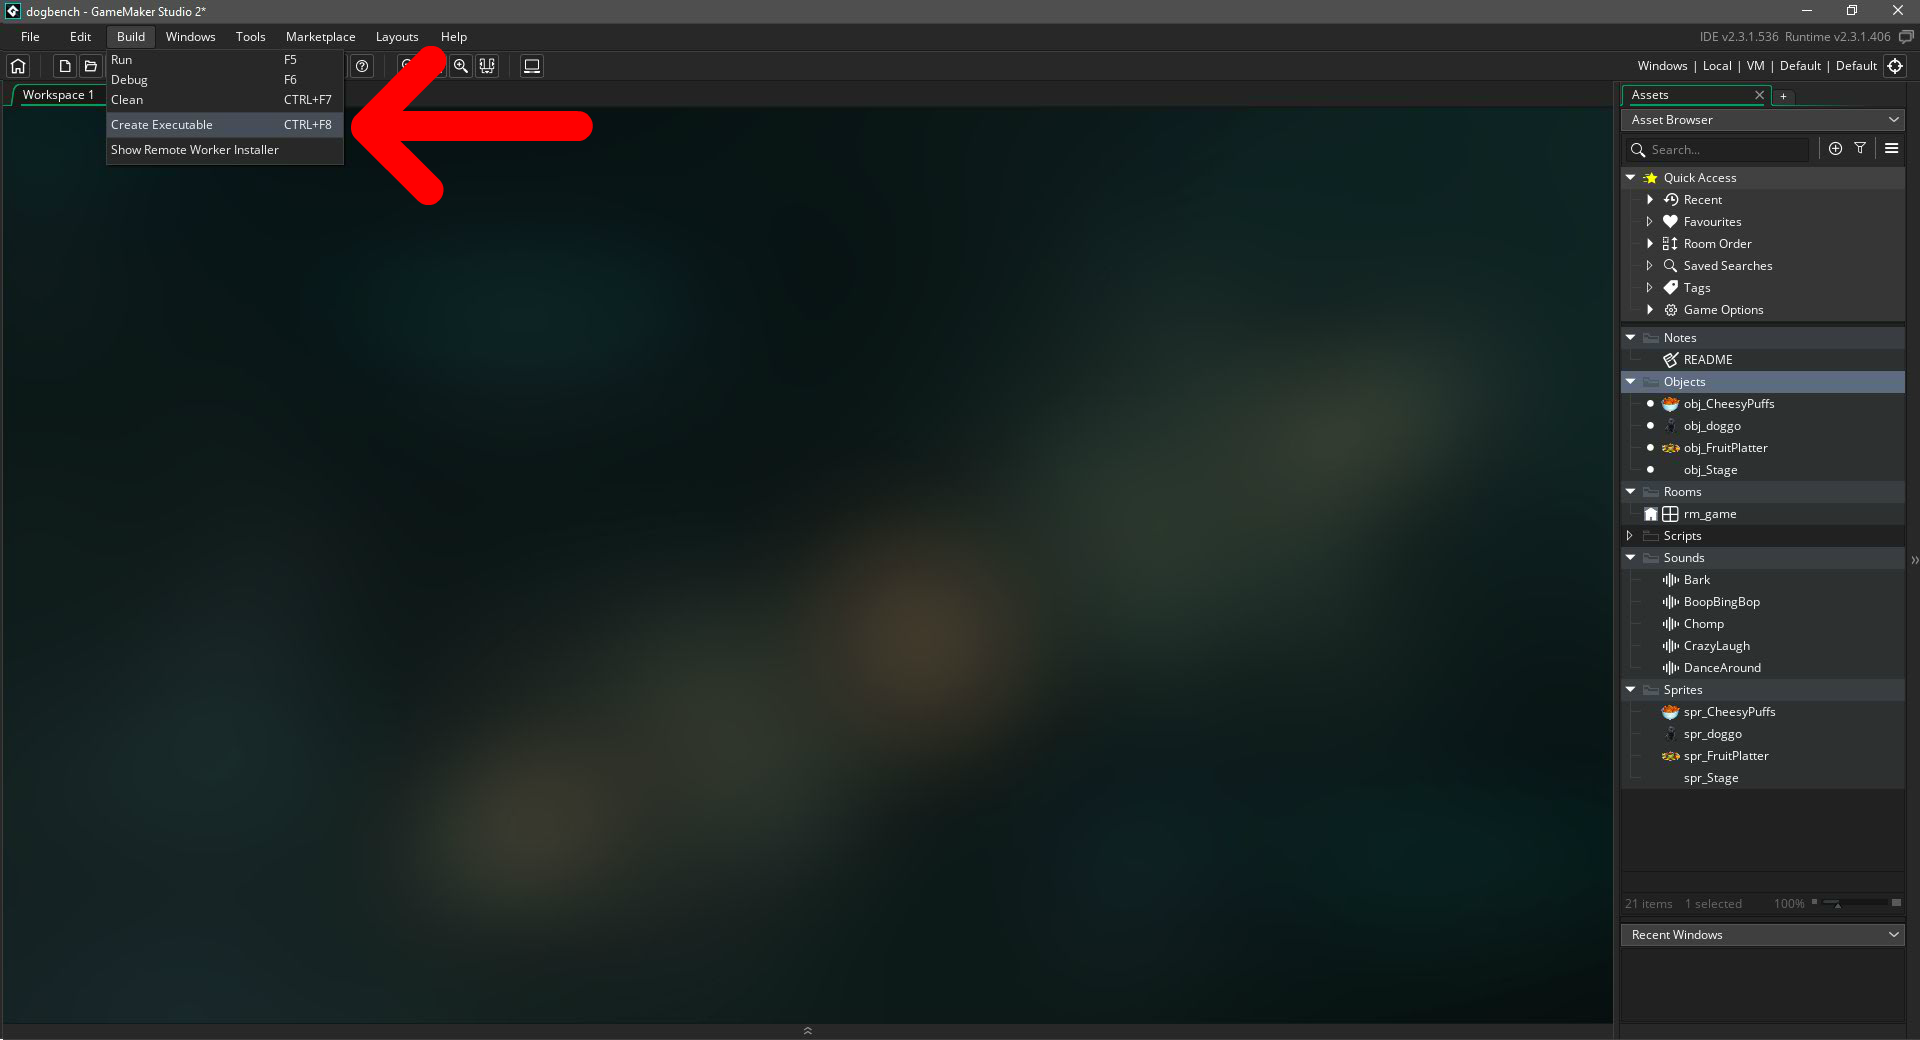 dogbench - GameMaker Studio 2*
File Edit Build Windows Tools Marketplace Layouts Help
IDE v2.3.1.536 Runtime v2.3.1.406
Run F5
Debug F6
Clean CTRL+F7
Create Executable CTRL+F8
Show Remote Worker Installer
Windows | Local | VM | Default | Default
Workspace 1
Assets
Asset Browser
Search...
Quick Access
Recent
Favourites
Room Order
Saved Searches
Tags
Game Options
Notes
README
Objects
obj_CheesyPuffs
obj_doggo
obj_FruitPlatter
obj_Stage
Rooms
rm_game
Scripts
Sounds
Bark
BoopBingBop
Chomp
CrazyLaugh
DanceAround
Sprites
spr_CheesyPuffs
spr_doggo
spr_FruitPlatter
spr_Stage
21 items 1 selected 100%
Recent Windows